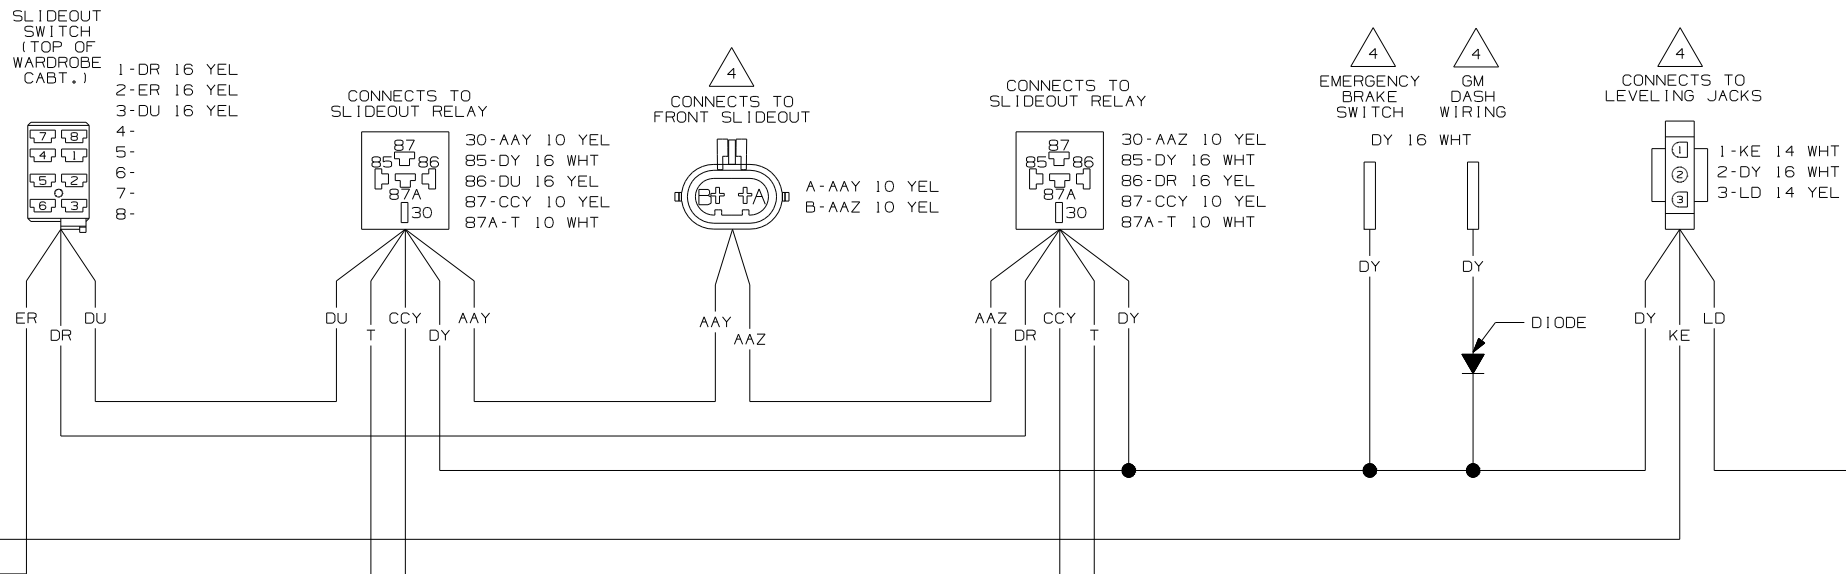 SLIDEOUT
SWITCH
(TOP OF
WARDROBE
CABT.)
1-DR 16 YEL
2-ER 16 YEL
3-DU 16 YEL
4-
5-
6-
7-
8-
7 8
4 1
5 2
6 3
ER
DR
DU
CONNECTS TO
SLIDEOUT RELAY
87
85 86
87A
30
30-AAY 10 YEL
85-DY 16 WHT
86-DU 16 YEL
87-CCY 10 YEL
87A-T 10 WHT
DU
T
CCY
DY
AAY
4
CONNECTS TO
FRONT SLIDEOUT
B A
A-AAY 10 YEL
B-AAZ 10 YEL
AAY
AAZ
CONNECTS TO
SLIDEOUT RELAY
87
85 86
87A
30
30-AAZ 10 YEL
85-DY 16 WHT
86-DR 16 YEL
87-CCY 10 YEL
87A-T 10 WHT
AAZ
DR
CCY
T
DY
4
EMERGENCY
BRAKE
SWITCH
4
GM
DASH
WIRING
DY 16 WHT
DY
DY
DIODE
4
CONNECTS TO
LEVELING JACKS
1
2
3
1-KE 14 WHT
2-DY 16 WHT
3-LD 14 YEL
DY
KE
LD